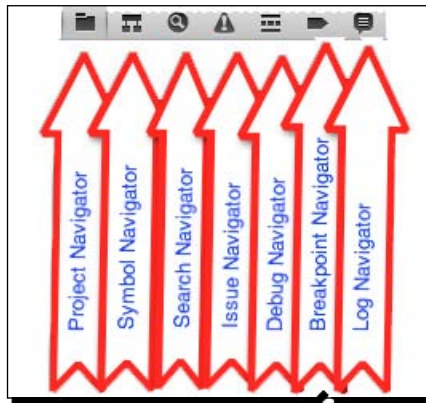 Project Navigator
Symbol Navigator
Search Navigator
Issue Navigator
Debug Navigator
Breakpoint Navigator
Log Navigator